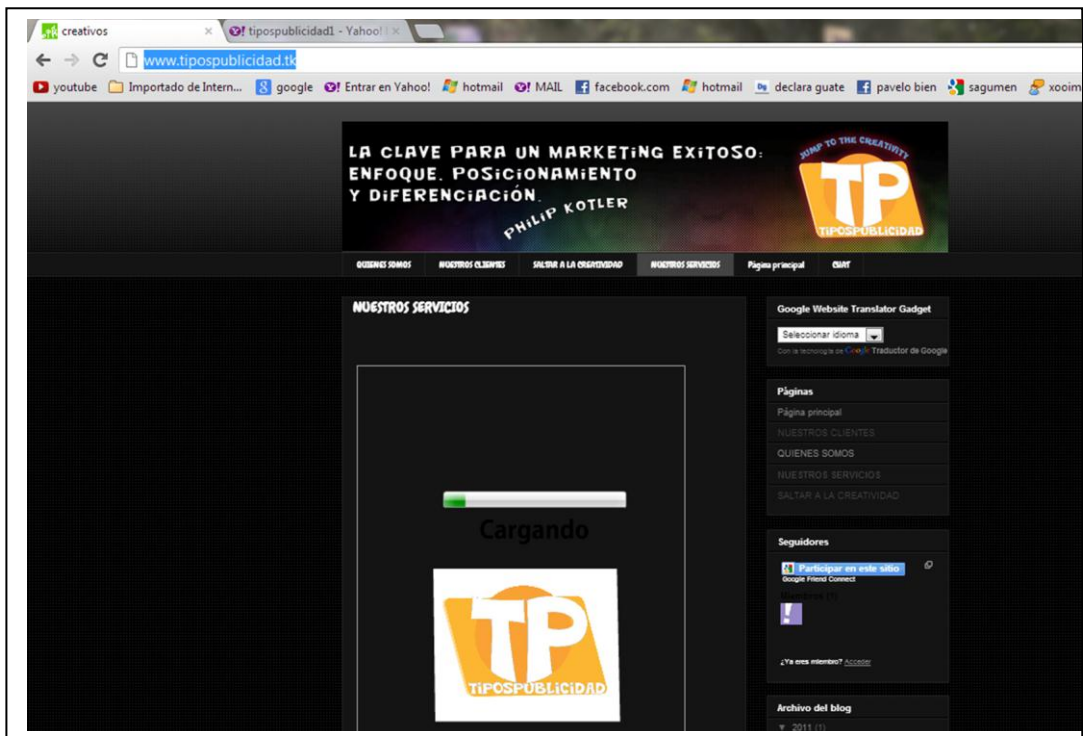 creativos
tipospublicidad1 - Yahoo!
www.tipospublicidad.tk
youtube Importado de Intern... google Entrar en Yahoo! hotmail MAIL facebook.com hotmail declara guate pavelo bien sagumen xooim
LA CLAVE PARA UN MARKETING EXITOSO:
ENFOQUE, POSICIONAMIENTO
Y DIFERENCIACIÓN.
PHILIP KOTLER
JUMP TO THE CREATIVITY
TP
TIPOSPUBLICIDAD
QUIENES SOMOS NUESTROS CLIENTES SALTAR A LA CREATIVIDAD NUESTROS SERVICIOS Página principal CHAT
NUESTROS SERVICIOS
Cargando
TP
TIPOSPUBLICIDAD
Google Website Translator Gadget
Seleccionar idioma
Con la tecnología de Google Traductor de Google
Páginas
Página principal
NUESTROS CLIENTES
QUIENES SOMOS
NUESTROS SERVICIOS
SALTAR A LA CREATIVIDAD
Seguidores
Participar en este sitio
Google Friend Connect
Miembros (1)
¿Ya eres miembro? Acceder
Archivo del blog
▼ 2011 (1)